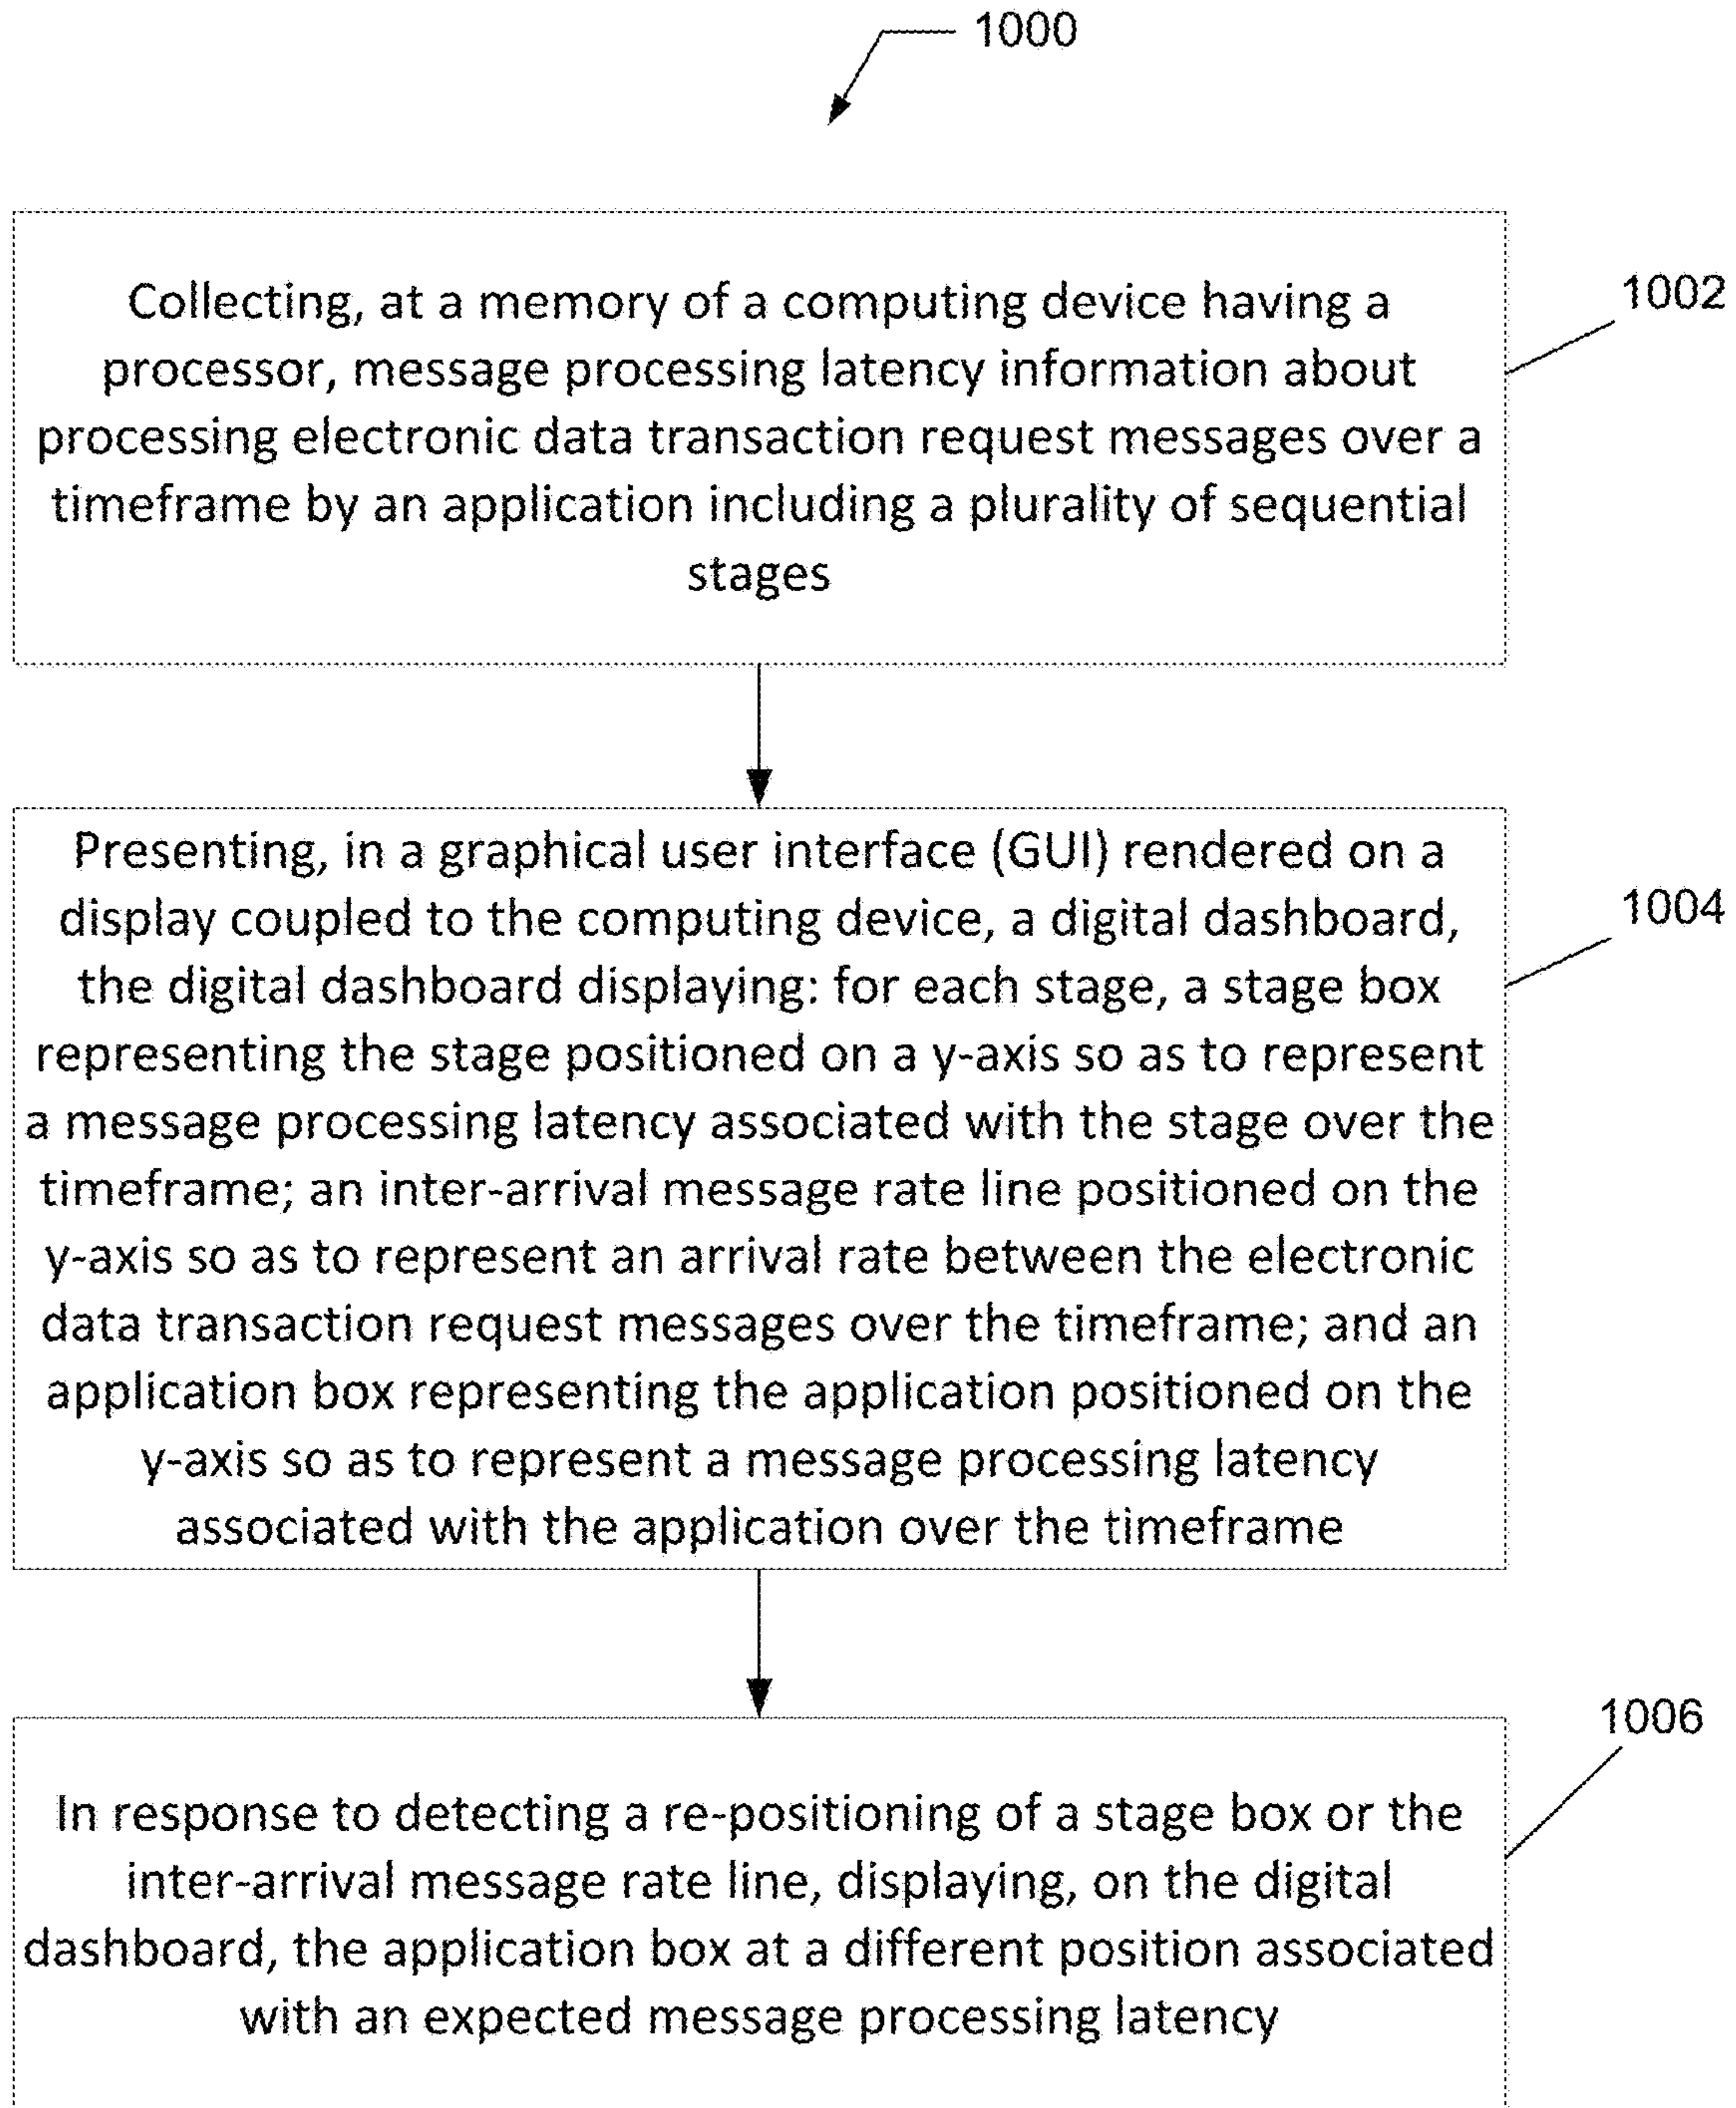 1000
Collecting, at a memory of a computing device having a
processor, message processing latency information about
processing electronic data transaction request messages over a
timeframe by an application including a plurality of sequential
stages
1002
Presenting, in a graphical user interface (GUI) rendered on a
display coupled to the computing device, a digital dashboard,
the digital dashboard displaying: for each stage, a stage box
representing the stage positioned on a y-axis so as to represent
a message processing latency associated with the stage over the
timeframe; an inter-arrival message rate line positioned on the
y-axis so as to represent an arrival rate between the electronic
data transaction request messages over the timeframe; and an
application box representing the application positioned on the
y-axis so as to represent a message processing latency
associated with the application over the timeframe
1004
In response to detecting a re-positioning of a stage box or the
inter-arrival message rate line, displaying, on the digital
dashboard, the application box at a different position associated
with an expected message processing latency
1006